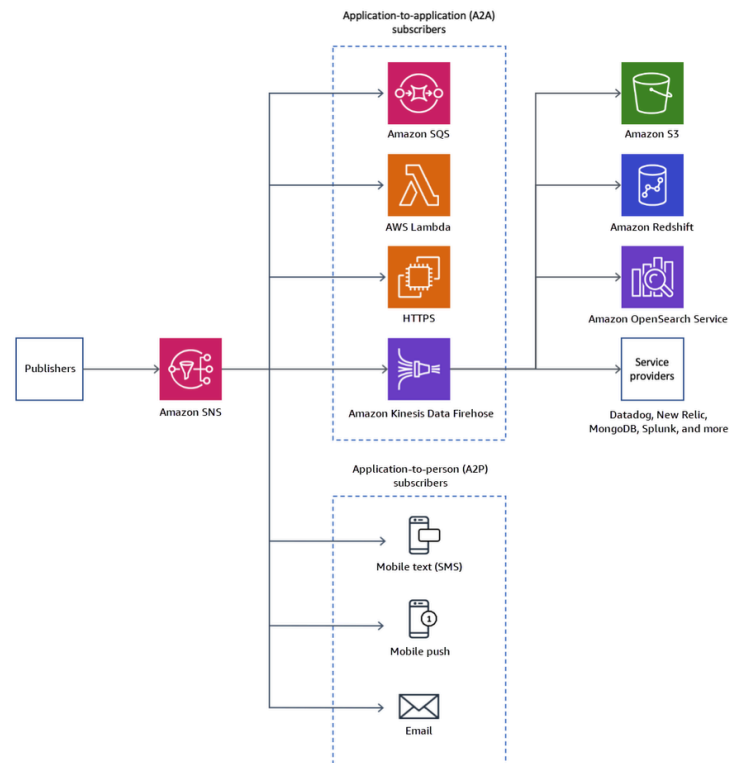 Application-to-application (A2A)
subscribers
Amazon SQS
Amazon S3
AWS Lambda
Amazon Redshift
HTTPS
Amazon OpenSearch Service
Publishers
Amazon SNS
Amazon Kinesis Data Firehose
Service
providers
Datadog, New Relic,
MongoDB, Splunk, and more
Application-to-person (A2P)
subscribers
Mobile text (SMS)
1
Mobile push
Email